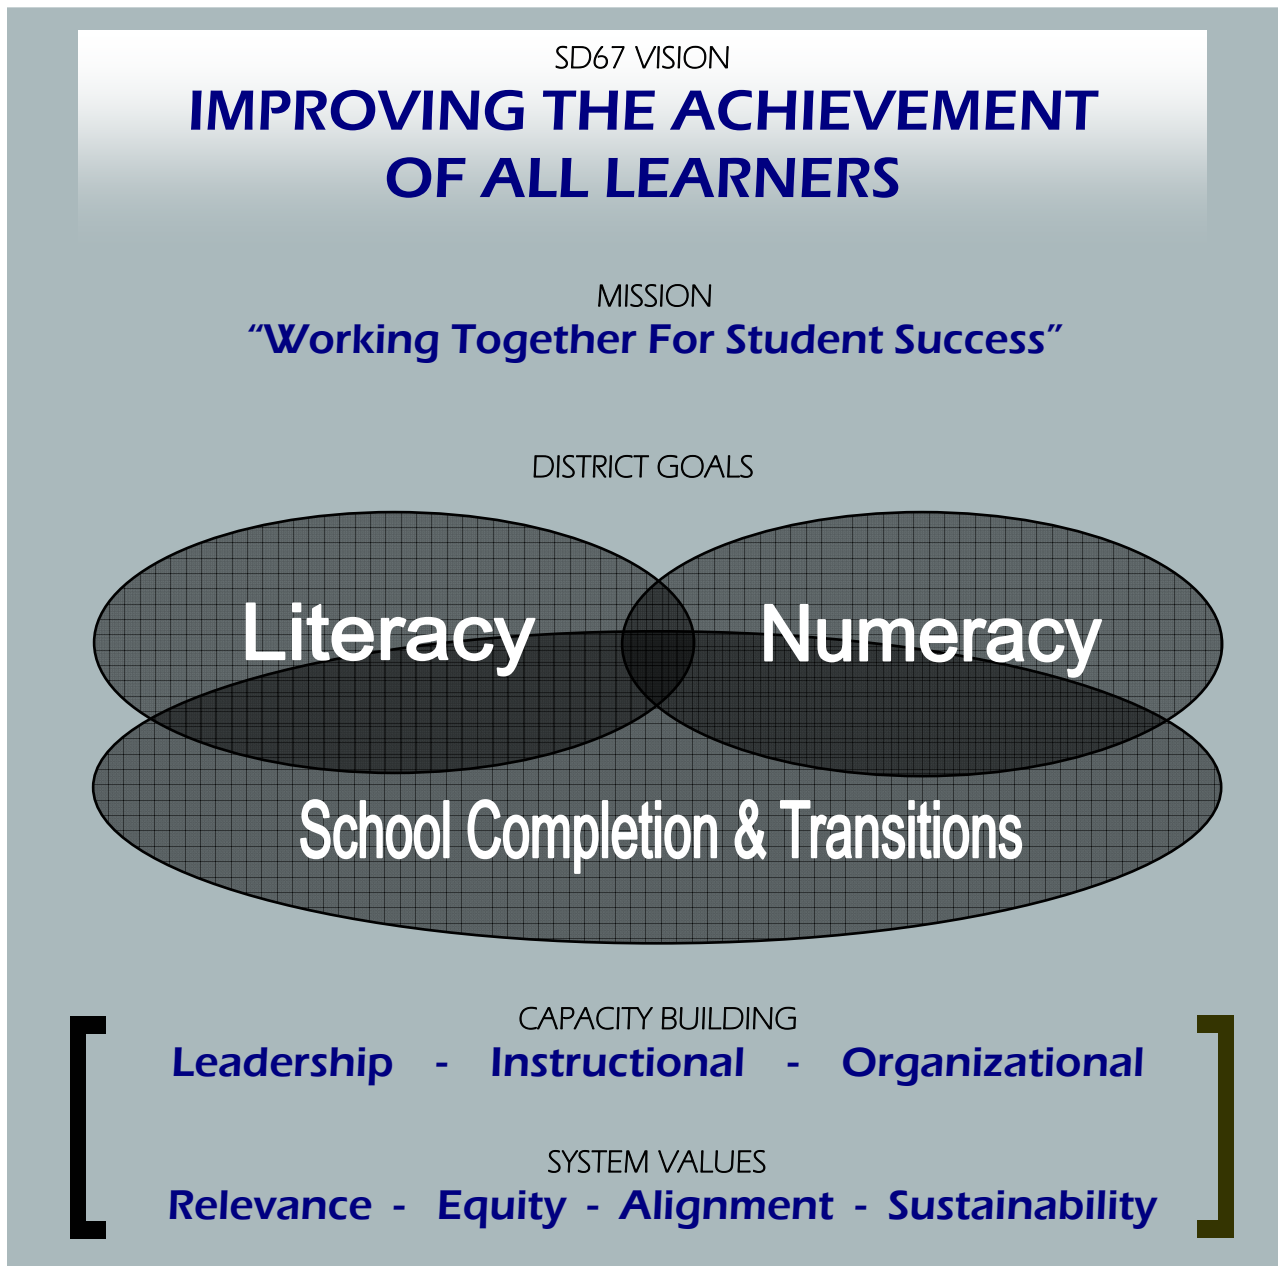 SD67 VISION
IMPROVING THE ACHIEVEMENT
OF ALL LEARNERS
MISSION
“Working Together For Student Success”
DISTRICT GOALS
Literacy
Numeracy
School Completion & Transitions
CAPACITY BUILDING
Leadership - Instructional - Organizational
SYSTEM VALUES
Relevance - Equity - Alignment - Sustainability